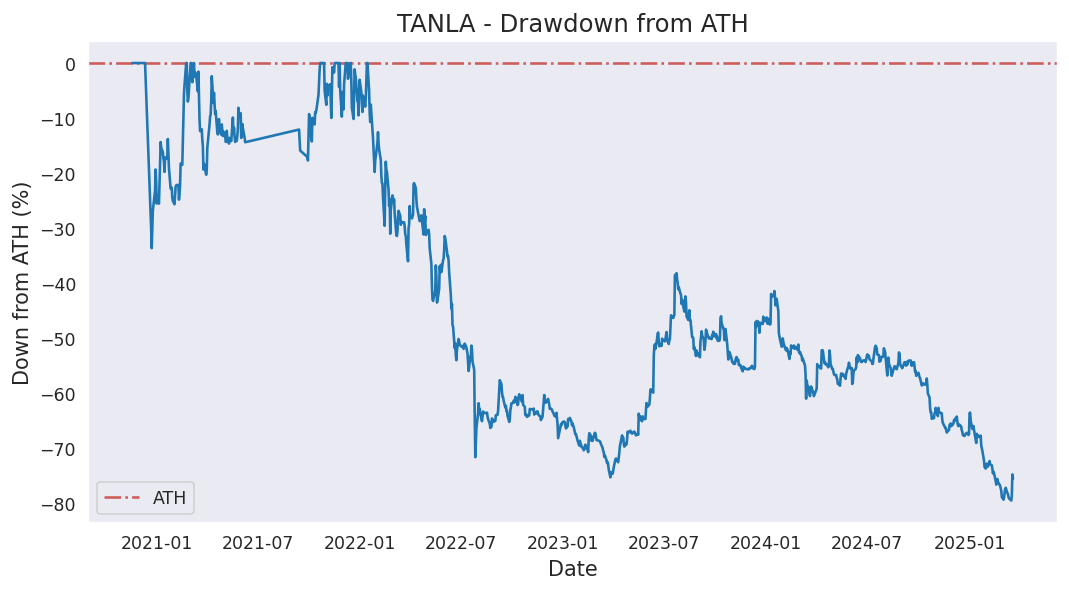 TANLA - Drawdown from ATH
Down from ATH (%)
0
−10
−20
−30
−40
−50
−60
−70
−80
ATH
2021-01 2021-07 2022-01 2022-07 2023-01 2023-07 2024-01 2024-07 2025-01
Date